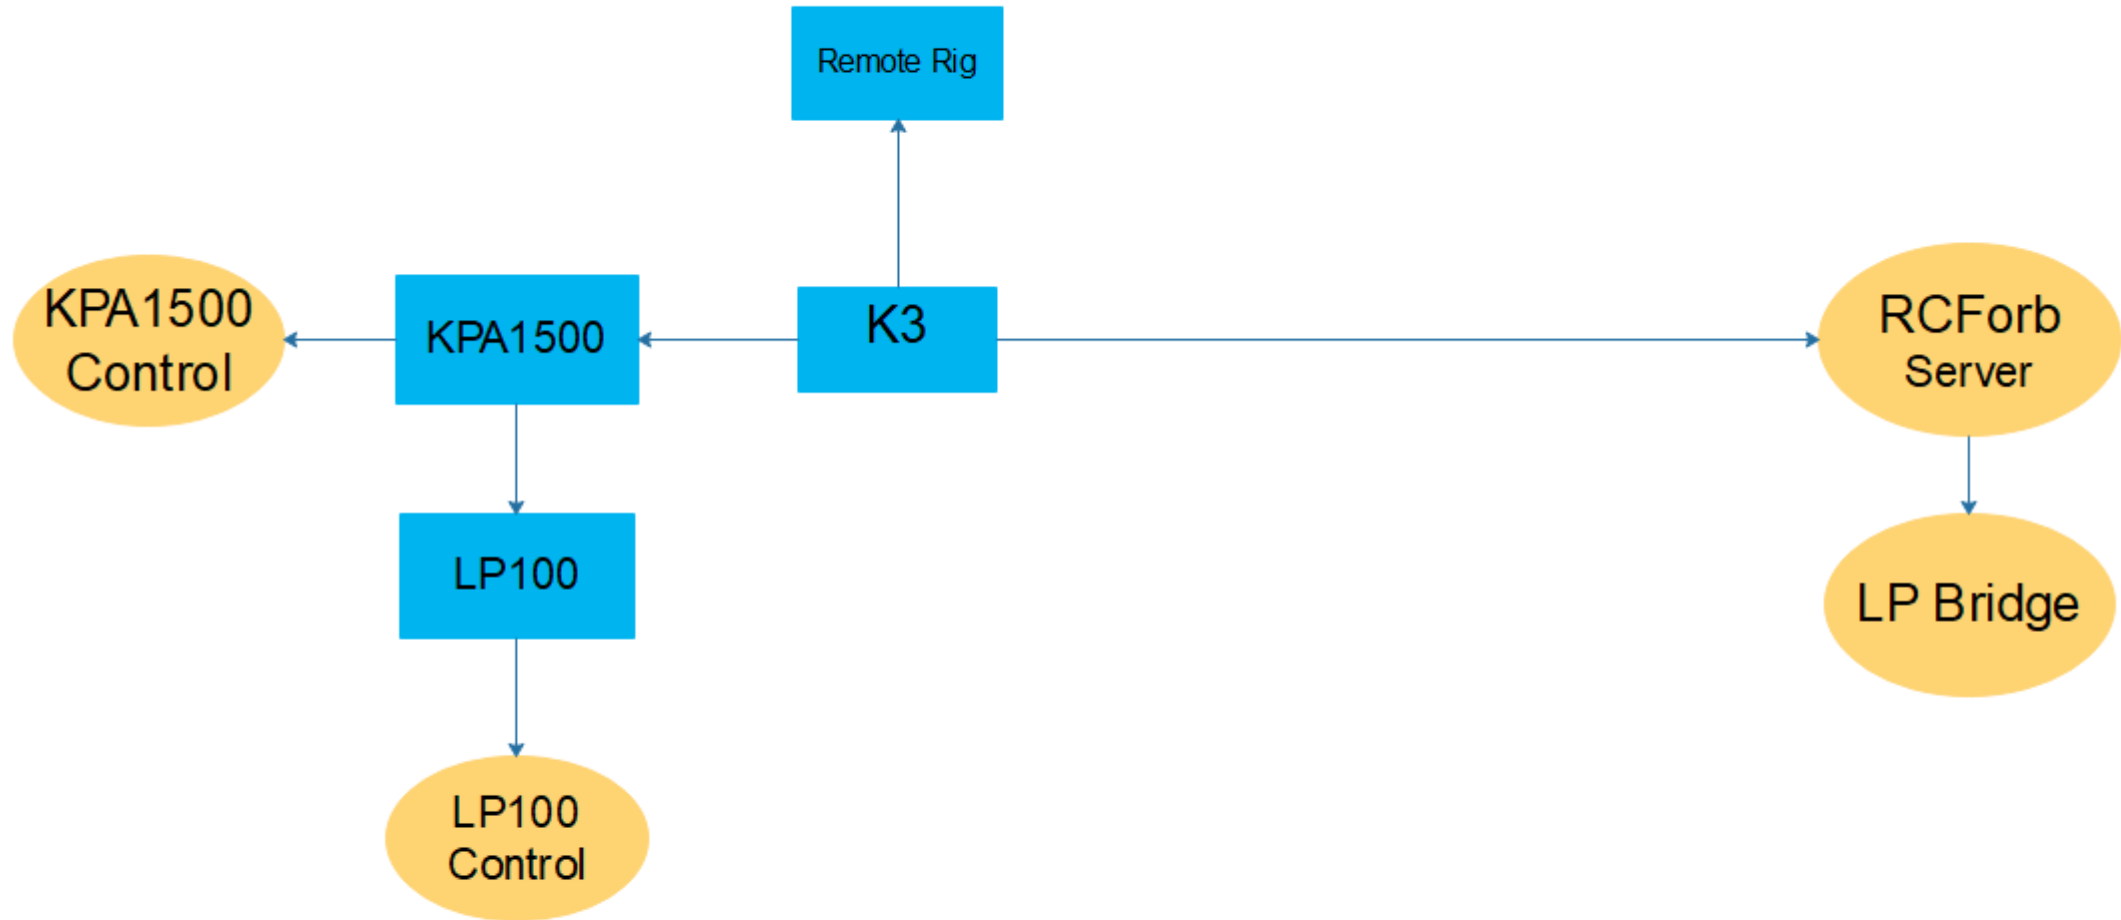 Remote Rig
KPA1500
Control
KPA1500
K3
RCForb
Server
LP100
LP Bridge
LP100
Control